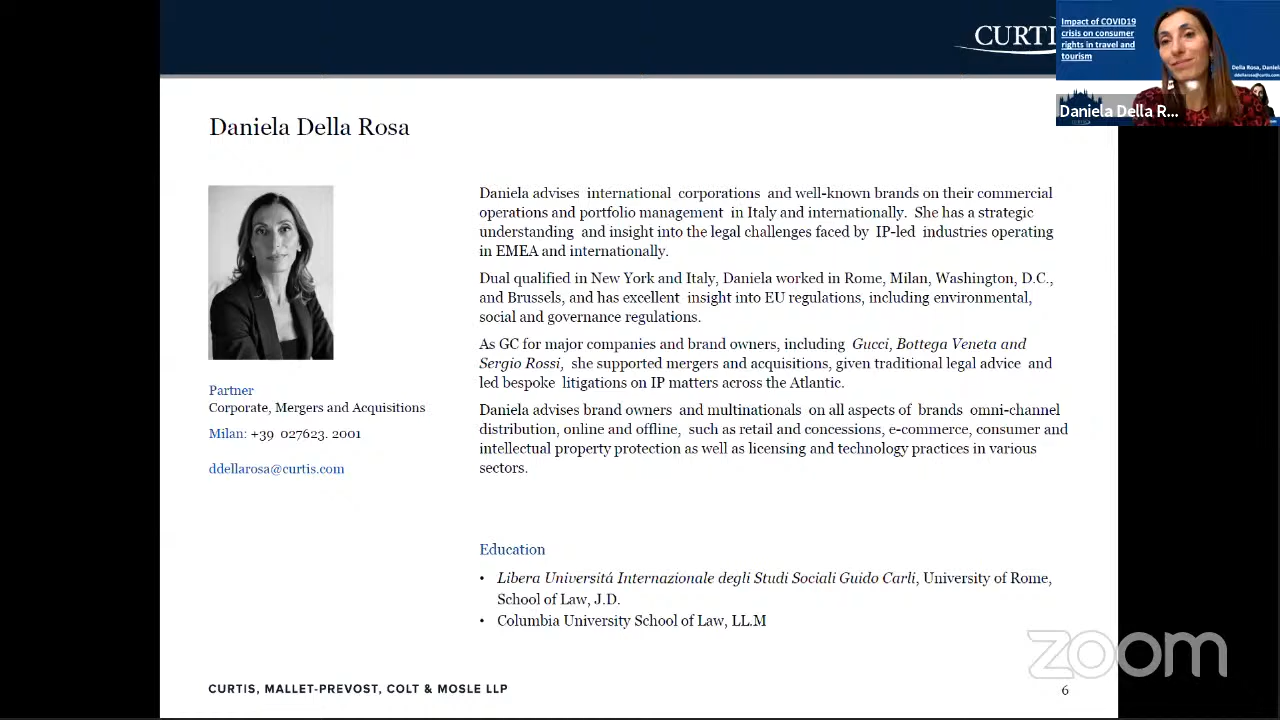 CURTI
Impact of COVID19
crisis on consumer
rights in travel and
tourism
Della Rosa, Daniela
ddellarosa@curtis.com
Daniela Della R...
Daniela Della Rosa
Daniela advises international corporations and well-known brands on their commercial
operations and portfolio management in Italy and internationally. She has a strategic
understanding and insight into the legal challenges faced by IP-led industries operating
in EMEA and internationally.
Dual qualified in New York and Italy, Daniela worked in Rome, Milan, Washington, D.C.,
and Brussels, and has excellent insight into EU regulations, including environmental,
social and governance regulations.
As GC for major companies and brand owners, including Gucci, Bottega Veneta and
Sergio Rossi, she supported mergers and acquisitions, given traditional legal advice and
led bespoke litigations on IP matters across the Atlantic.
Daniela advises brand owners and multinationals on all aspects of brands omni-channel
distribution, online and offline, such as retail and concessions, e-commerce, consumer and
intellectual property protection as well as licensing and technology practices in various
sectors.
Partner
Corporate, Mergers and Acquisitions
Milan: +39 027623. 2001
ddellarosa@curtis.com
Education
• Libera Universitá Internazionale degli Studi Sociali Guido Carli, University of Rome,
School of Law, J.D.
• Columbia University School of Law, LL.M
zoom
CURTIS, MALLET-PREVOST, COLT & MOSLE LLP
6